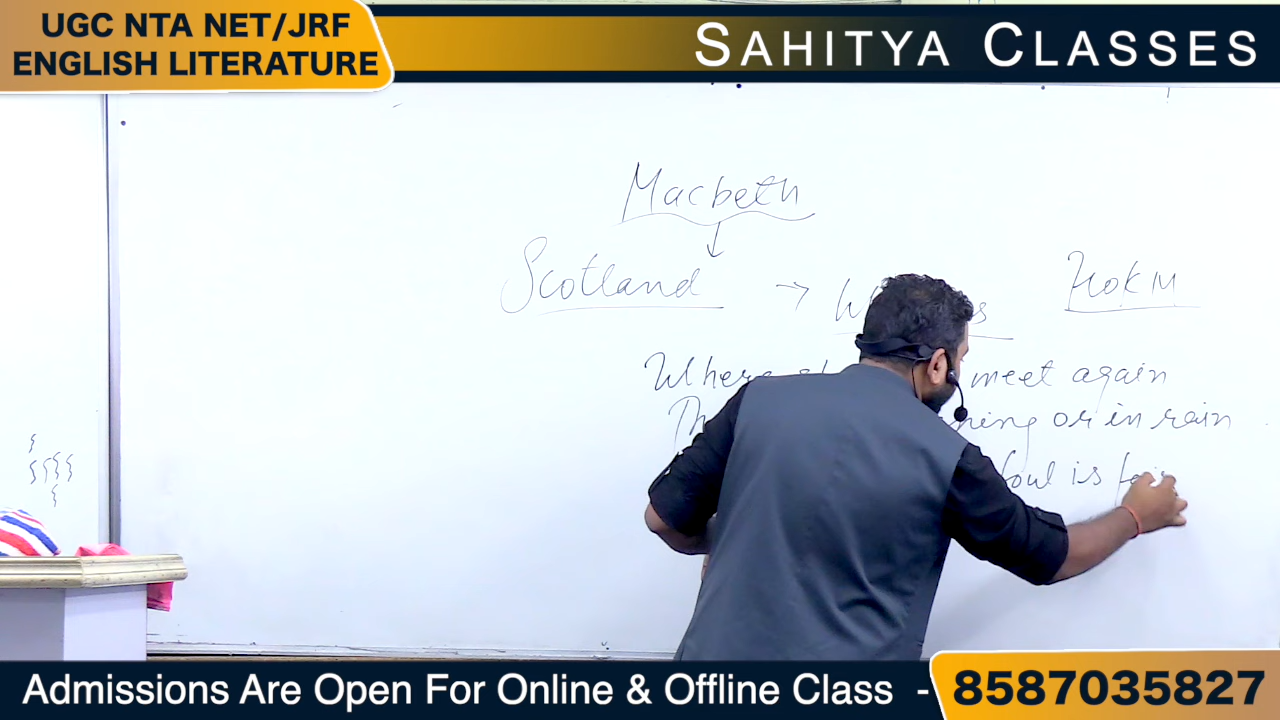 UGC NTA NET/JRF
ENGLISH LITERATURE
SAHITYA CLASSES
Macbeth
Scotland →
Where meet again
or in rain
foul is
Admissions Are Open For Online & Offline Class - 8587035827